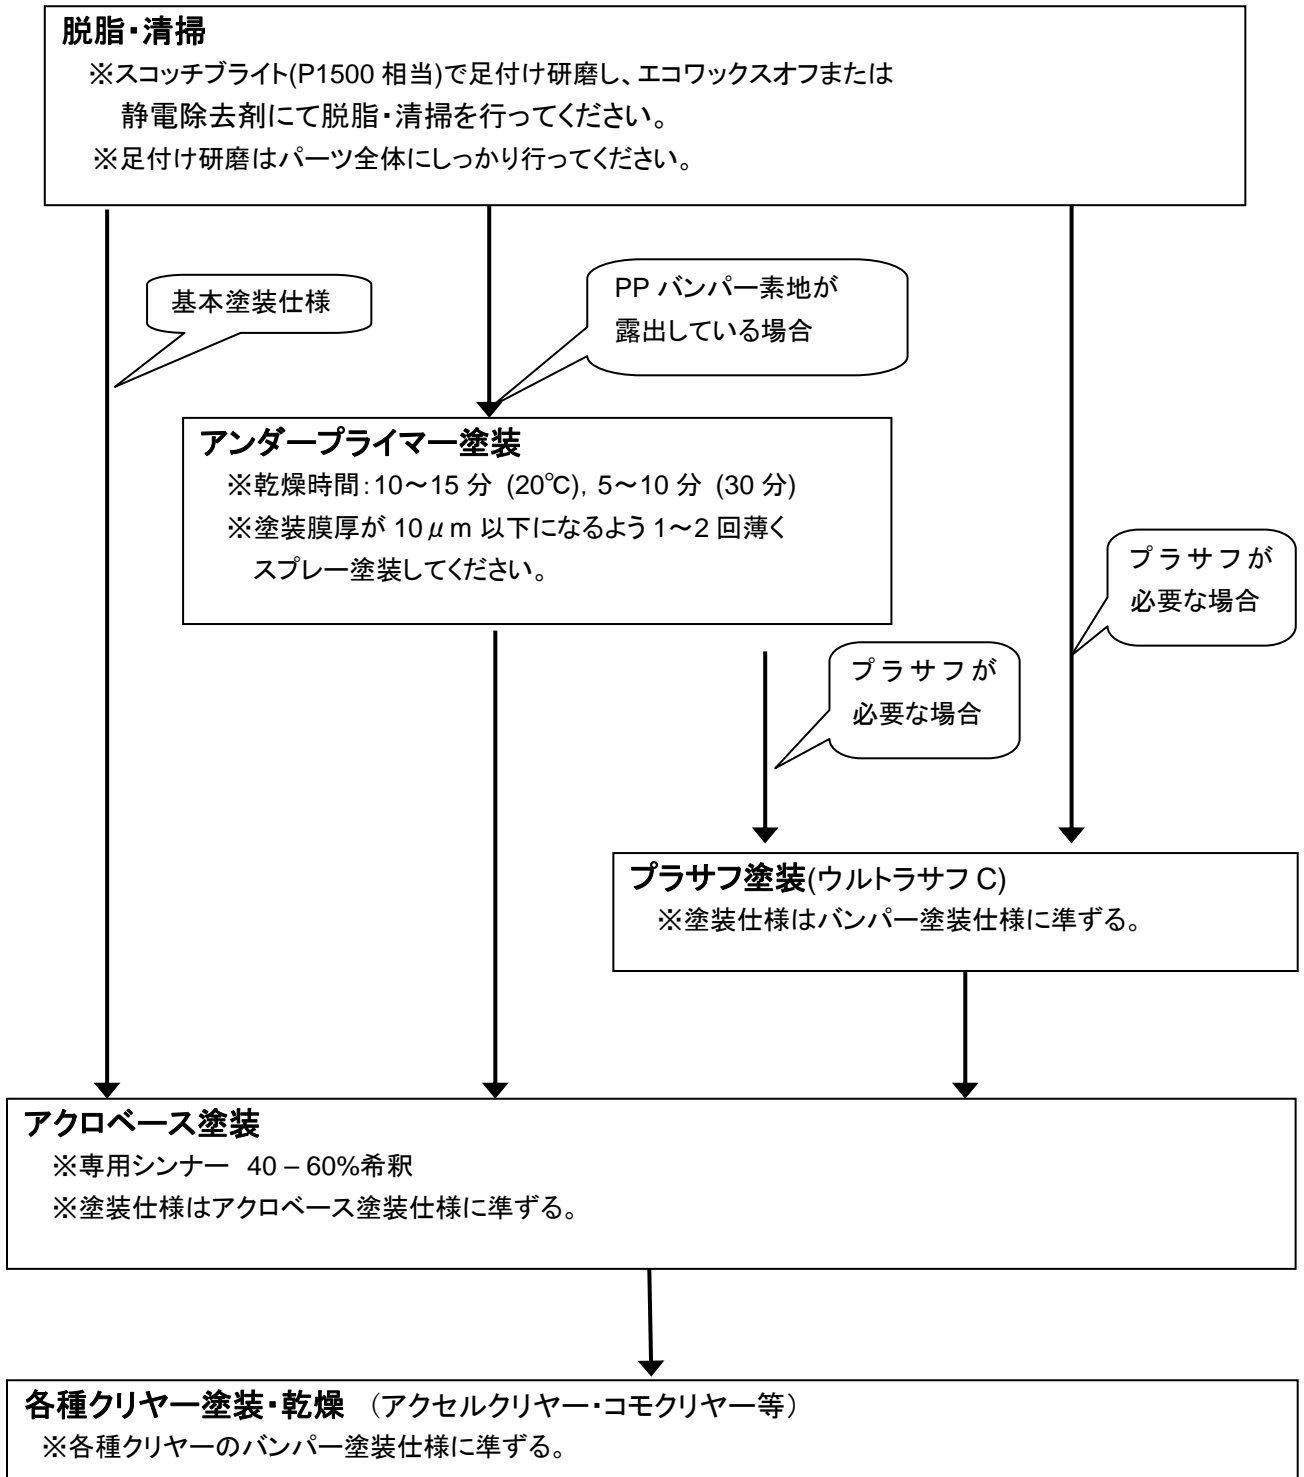 脱脂・清掃
※スコッチブライト(P1500 相当)で足付け研磨し、エコワックスオフまたは
静電除去剤にて脱脂・清掃を行ってください。
※足付け研磨はパーツ全体にしっかり行ってください。
基本塗装仕様
PP バンパー素地が
露出している場合
アンダープライマー塗装
※乾燥時間：10～15 分 (20℃), 5～10 分 (30 分)
※塗装膜厚が 10μm 以下になるよう 1～2 回薄く
スプレー塗装してください。
プラサフが
必要な場合
プラサフが
必要な場合
プラサフ塗装(ウルトラサフ C)
※塗装仕様はバンパー塗装仕様に準ずる。
アクロベース塗装
※専用シンナー 40 – 60%希釈
※塗装仕様はアクロベース塗装仕様に準ずる。
各種クリヤー塗装・乾燥 （アクセルクリヤー・コモクリヤー等）
※各種クリヤーのバンパー塗装仕様に準ずる。